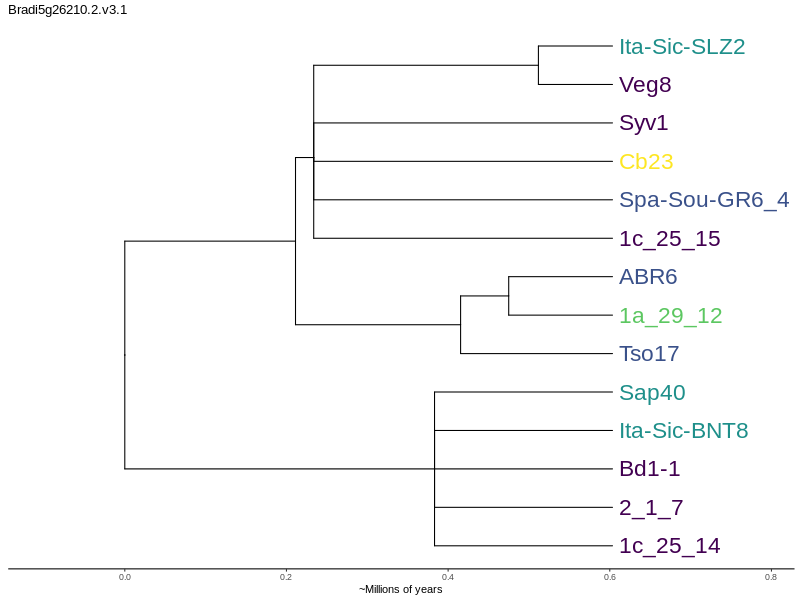 Bradi5g26210.2.v3.1
Ita-Sic-SLZ2
Veg8
Syv1
Cb23
Spa-Sou-GR6_4
1c_25_15
ABR6
1a_29_12
Tso17
Sap40
Ita-Sic-BNT8
Bd1-1
2_1_7
1c_25_14
0.0 0.2 0.4 0.6 0.8
~Millions of years